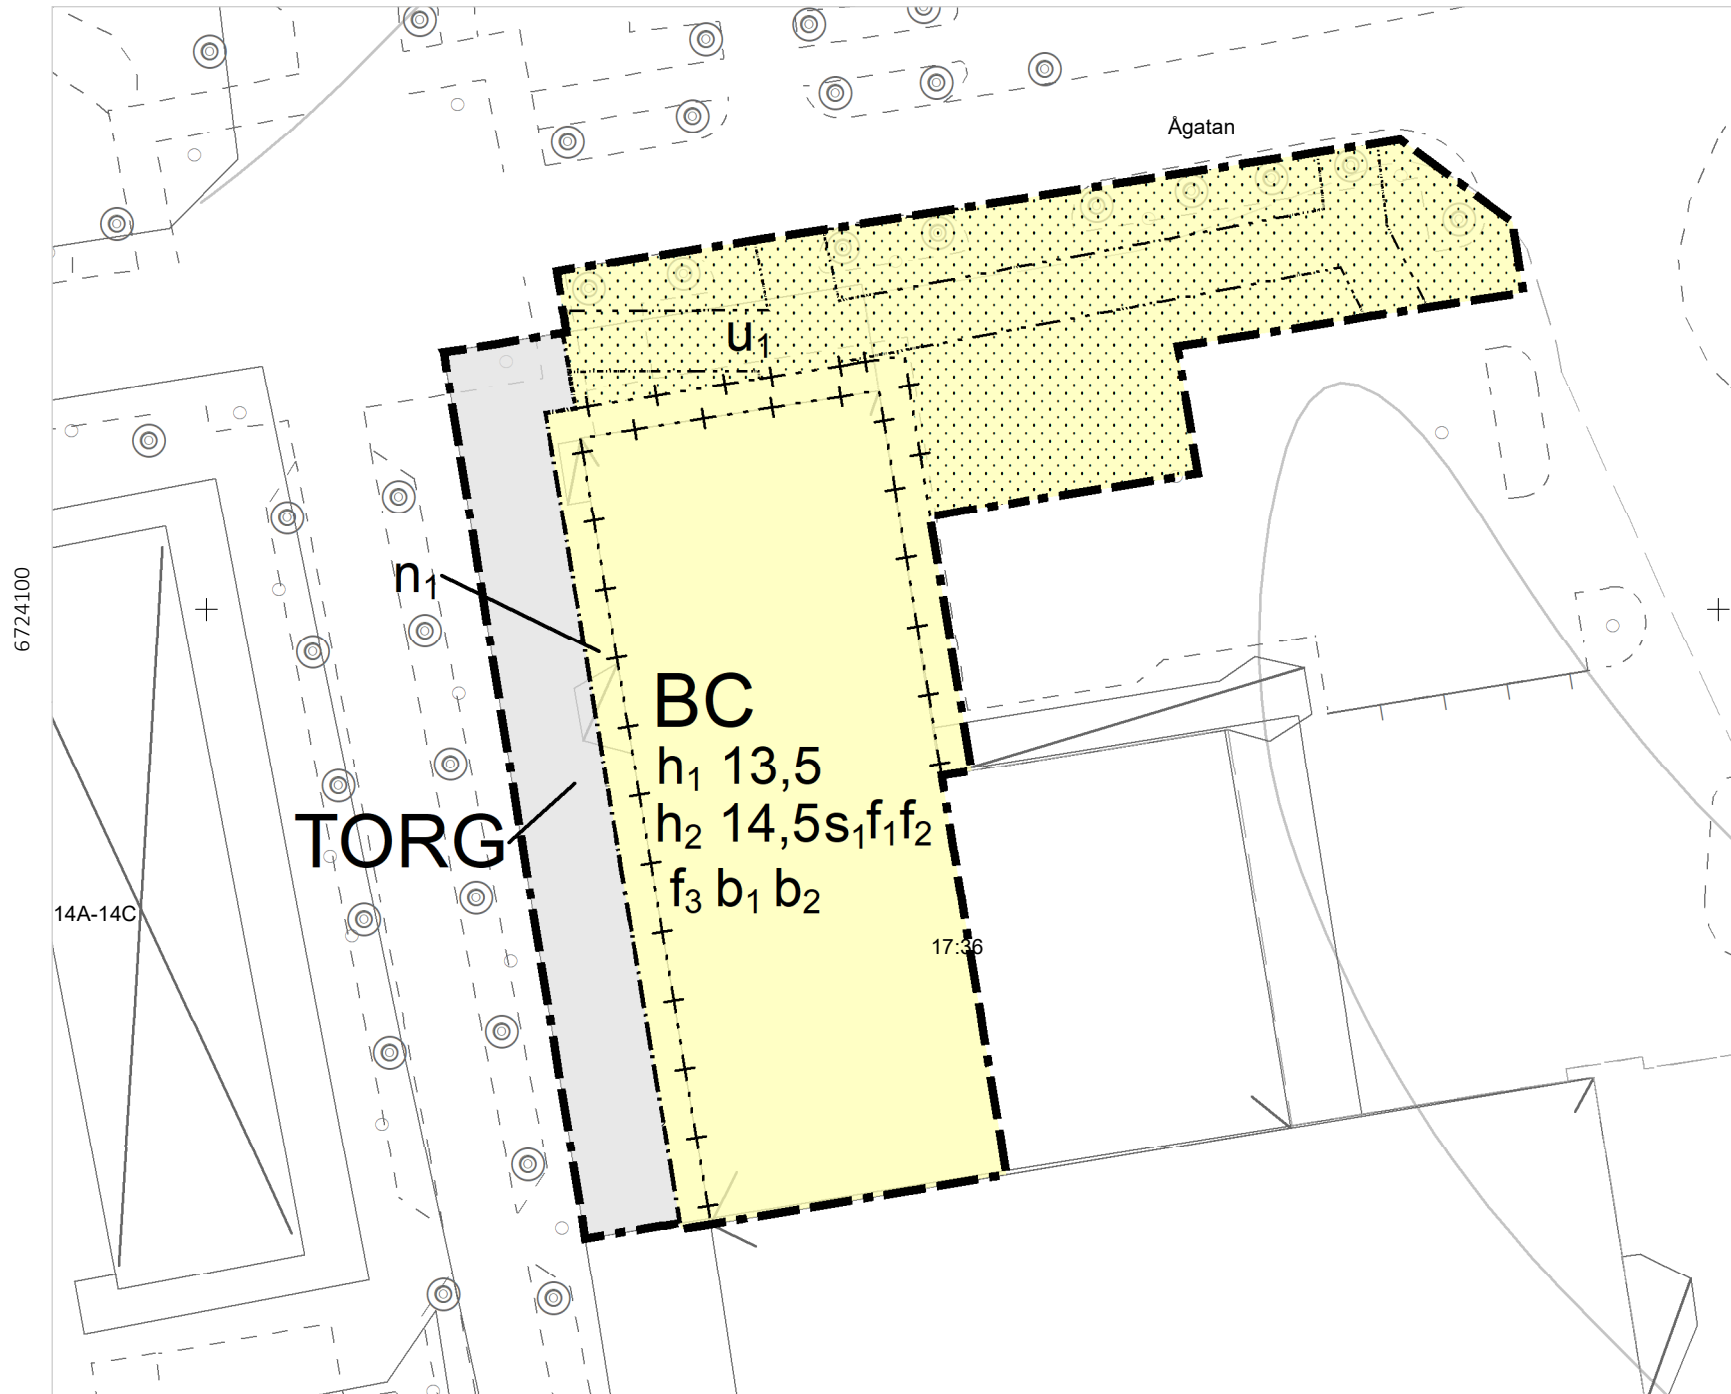 Ågatan
u₁
6724100
n₁
BC
h₁ 13,5
TORG
h₂ 14,5s₁f₁f₂
f₃ b₁ b₂
14A-14C
17:36